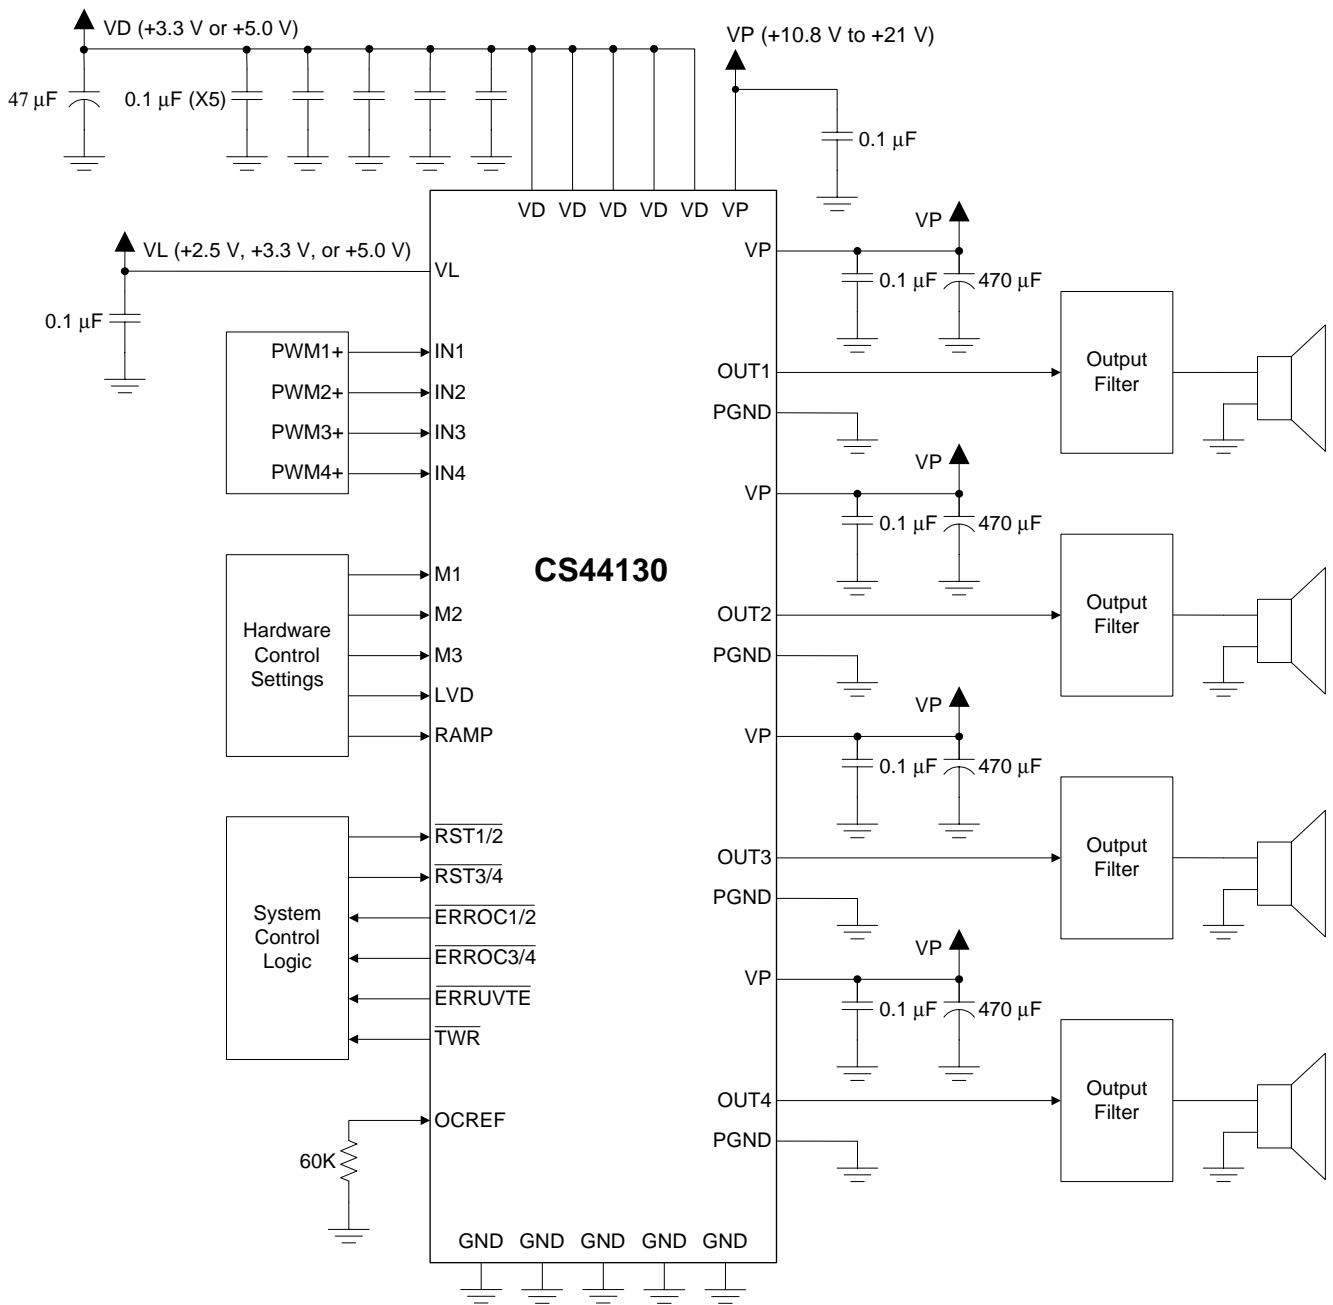 VD (+3.3 V or +5.0 V)
VP (+10.8 V to +21 V)
47 µF
0.1 µF (X5)
0.1 µF
VD VD VD VD VD VP
VL (+2.5 V, +3.3 V, or +5.0 V)
VL
0.1 µF
PWM1+
PWM2+
PWM3+
PWM4+
IN1
IN2
IN3
IN4
Hardware
Control
Settings
M1
M2
M3
LVD
RAMP
System
Control
Logic
RST1/2
RST3/4
ERROC1/2
ERROC3/4
ERRUVTE
TWR
OCREF
60K
CS44130
GND GND GND GND GND
VP
VP
0.1 µF
470 µF
OUT1
PGND
Output
Filter
VP
VP
0.1 µF
470 µF
OUT2
PGND
Output
Filter
VP
VP
0.1 µF
470 µF
OUT3
PGND
Output
Filter
VP
VP
0.1 µF
470 µF
OUT4
PGND
Output
Filter